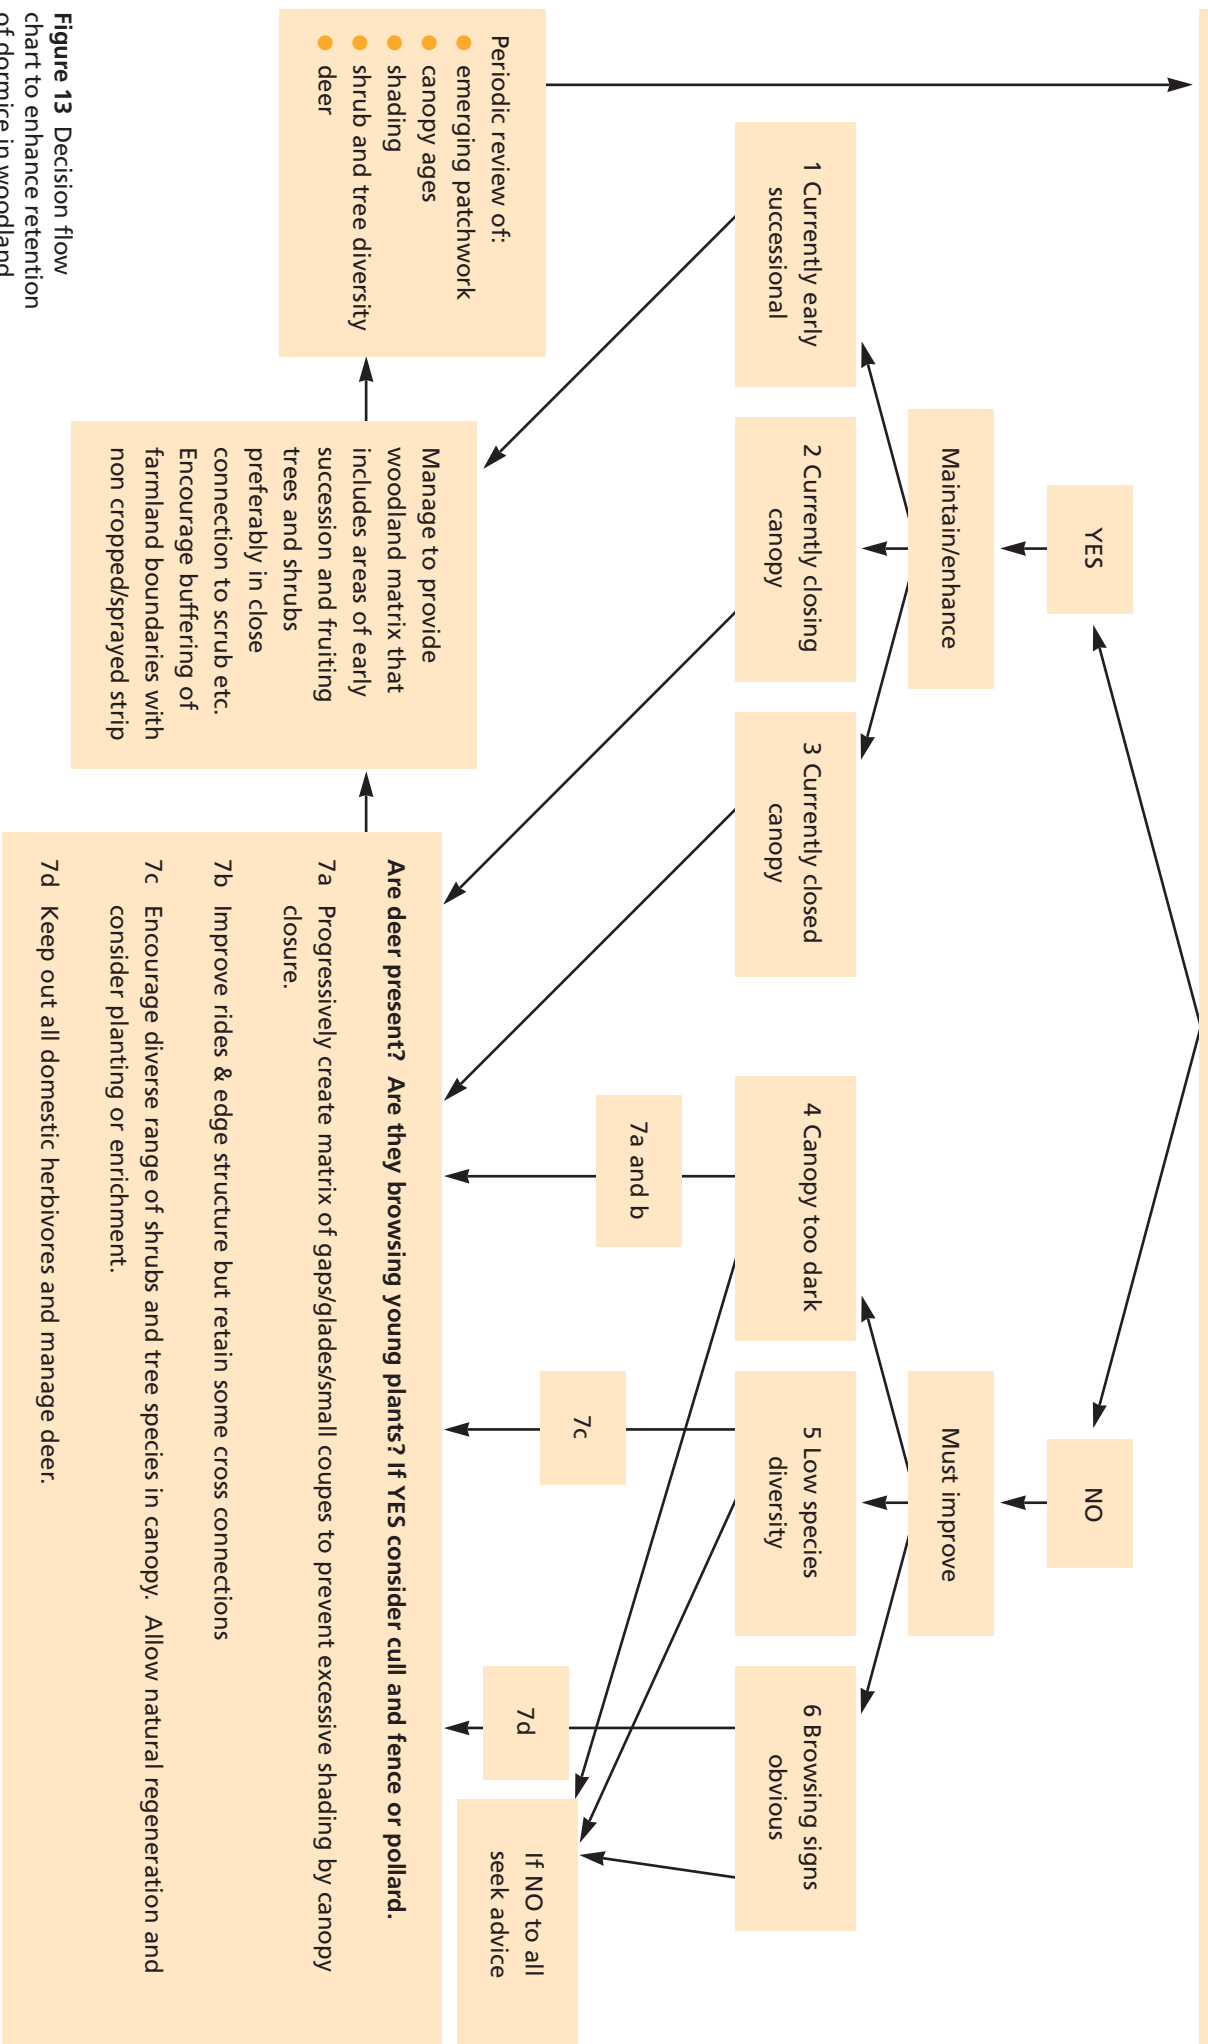 YES
NO
Maintain/enhance
Must improve
1 Currently early
successional
2 Currently closing
canopy
3 Currently closed
canopy
4 Canopy too dark
5 Low species
diversity
6 Browsing signs
obvious
7a and b
7c
7d
If NO to all
seek advice
Periodic review of:
● emerging patchwork
● canopy ages
● shading
● shrub and tree diversity
● deer
Manage to provide
woodland matrix that
includes areas of early
succession and fruiting
trees and shrubs
preferably in close
connection to scrub etc.
Encourage buffering of
farmland boundaries with
non cropped/sprayed strip
Are deer present? Are they browsing young plants? If YES consider cull and fence or pollard.
7a Progressively create matrix of gaps/glades/small coupes to prevent excessive shading by canopy
closure.
7b Improve rides & edge structure but retain some cross connections
7c Encourage diverse range of shrubs and tree species in canopy. Allow natural regeneration and
consider planting or enrichment.
7d Keep out all domestic herbivores and manage deer.
Figure 13 Decision flow
chart to enhance retention
of dormice in woodland